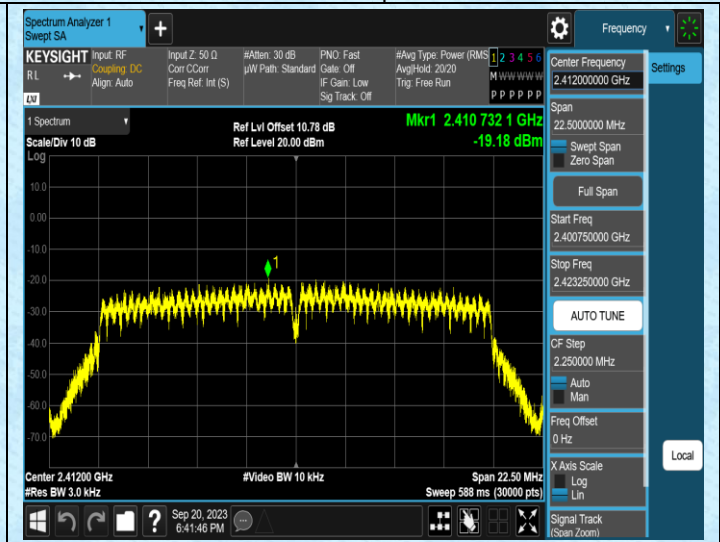 Spectrum Analyzer 1
Swept SA
+
Frequency
KEYSIGHT
RL
LXI
Input: RF
Coupling: DC
Align: Auto
Input Z: 50 Ω
Corr CCorr
Freq Ref: Int (S)
#Atten: 30 dB
µW Path: Standard
PNO: Fast
Gate: Off
IF Gain: Low
Sig Track: Off
#Avg Type: Power (RMS
Avg|Hold: 20/20
Trig: Free Run
1 2 3 4 5 6
M W W W W W
P P P P P P
1 Spectrum
Scale/Div 10 dB
Log
Ref Lvl Offset 10.78 dB
Ref Level 20.00 dBm
Mkr1 2.410 732 1 GHz
-19.18 dBm
10.0
0.00
-10.0
-20.0
-30.0
-40.0
-50.0
-60.0
-70.0
1
Center 2.41200 GHz
#Res BW 3.0 kHz
#Video BW 10 kHz
Span 22.50 MHz
Sweep 588 ms (30000 pts)
?
Sep 20, 2023
6:41:46 PM
Center Frequency
2.412000000 GHz
Span
22.5000000 MHz
Swept Span
Zero Span
Full Span
Start Freq
2.400750000 GHz
Stop Freq
2.423250000 GHz
AUTO TUNE
CF Step
2.250000 MHz
Auto
Man
Freq Offset
0 Hz
X Axis Scale
Log
Lin
Signal Track
(Span Zoom)
Settings
Local